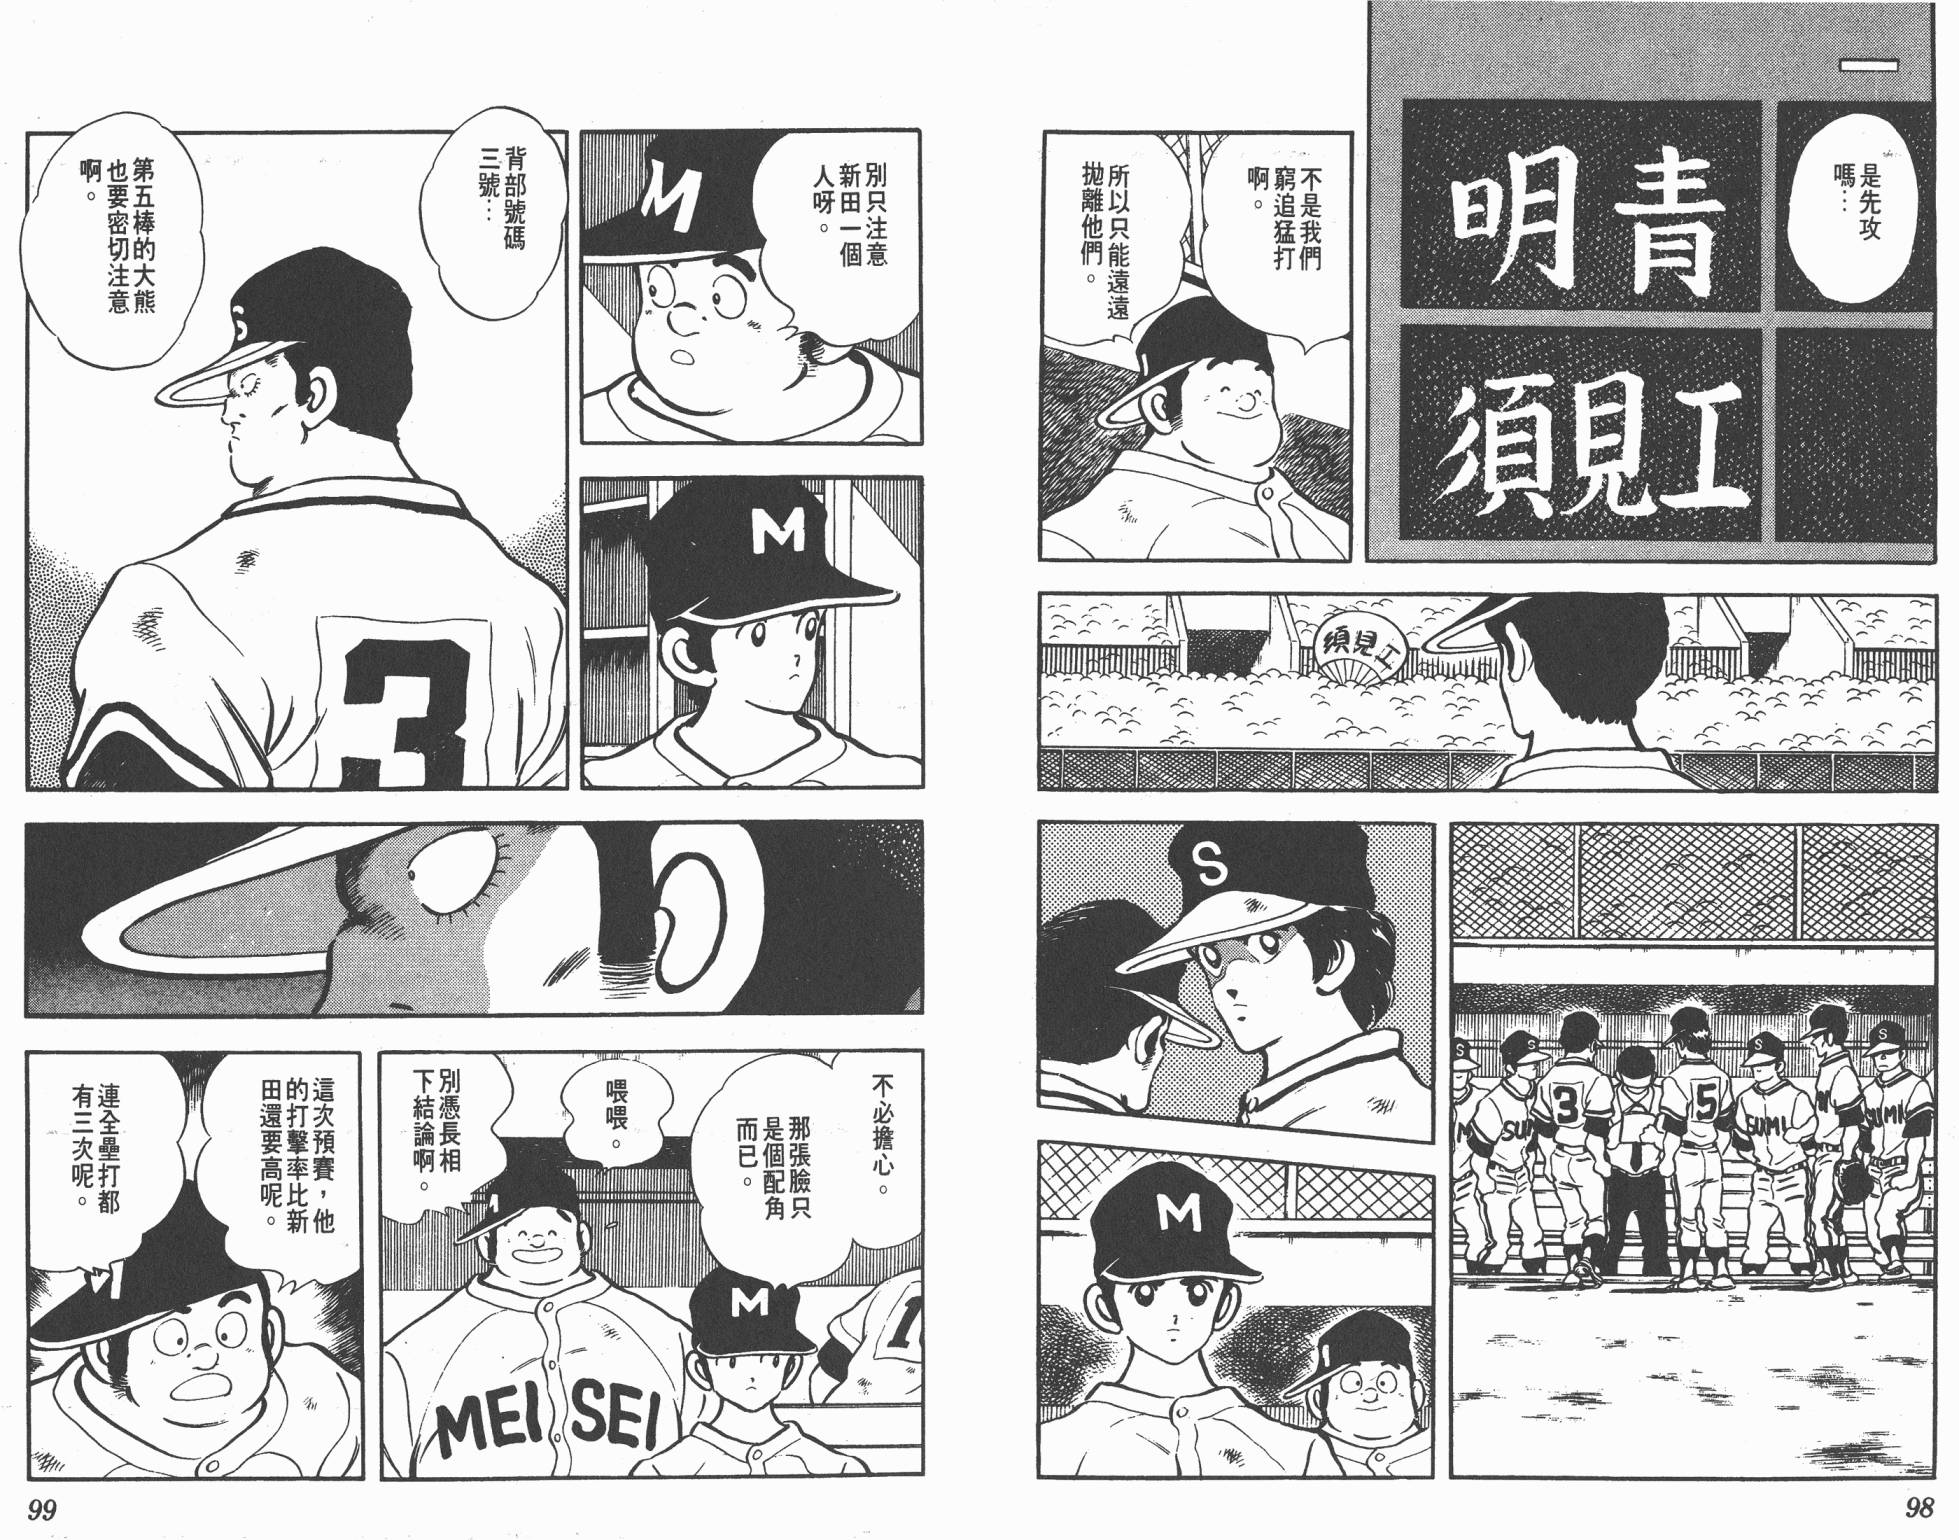 是先攻
嗎…
青明
須見工
不是我們
窮追猛打
啊。
所以只能遠遠
拋離他們。
須見工
S
M
S
S
3
15
S
S
M
SUMI
SUMI
SUMI
98
別只注意
新田一個
人呀。
M
M
背部號碼
三號…
第五棒的大熊
也要密切注意
啊。
S
3
不必擔心。
那張臉只
是個配角
而已。
喂喂。
別憑長相
下結論啊。
M
MEISEI
1
這次預賽，他
的打擊率比新
田還要高呢。
連全壘打都
有三次呢。
M
99